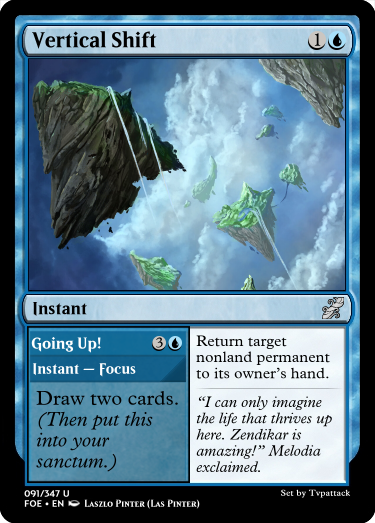 Vertical Shift 1
Instant
Going Up! 3
Instant — Focus
Draw two cards.
(Then put this
into your
sanctum.)
Return target
nonland permanent
to its owner's hand.
“I can only imagine
the life that thrives up
here. Zendikar is
amazing!” Melodia
exclaimed.
091/347 U
FOE • EN Laszlo Pinter (Las Pinter)
Set by Tvpattack